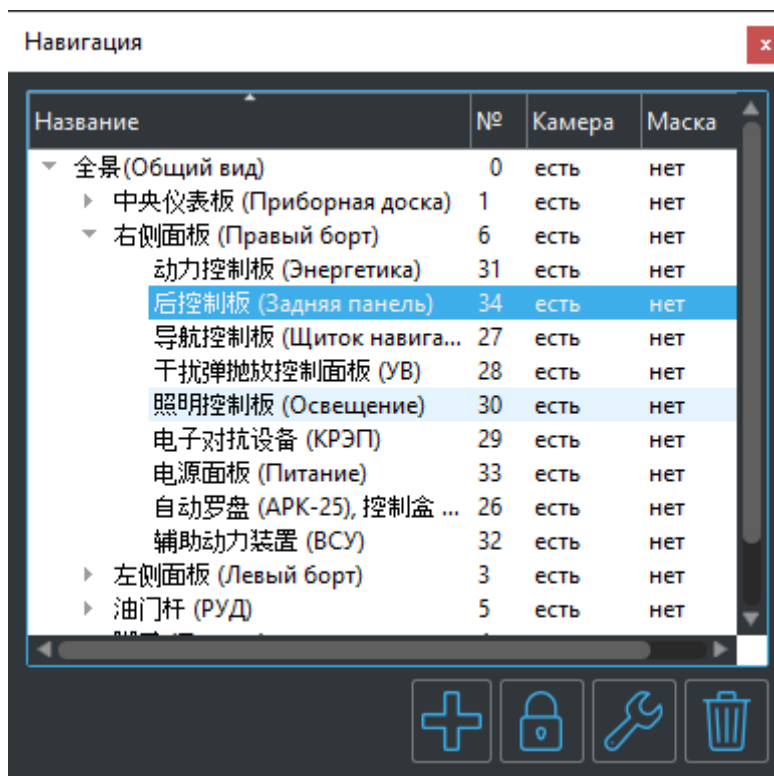 Навигация
x
Название № Камера Маска
全景(Общий вид) 0 есть нет
中央仪表板 (Приборная доска) 1 есть нет
右侧面板 (Правый борт) 6 есть нет
动力控制板 (Энергетика) 31 есть нет
后控制板 (Задняя панель) 34 есть нет
导航控制板 (Щиток навига... 27 есть нет
干扰弹抛放控制面板 (УВ) 28 есть нет
照明控制板 (Освещение) 30 есть нет
电子对抗设备 (КРЭП) 29 есть нет
电源面板 (Питание) 33 есть нет
自动罗盘 (АРК-25), 控制盒 ... 26 есть нет
辅助动力装置 (ВСУ) 32 есть нет
左侧面板 (Левый борт) 3 есть нет
油门杆 (РУД) 5 есть нет